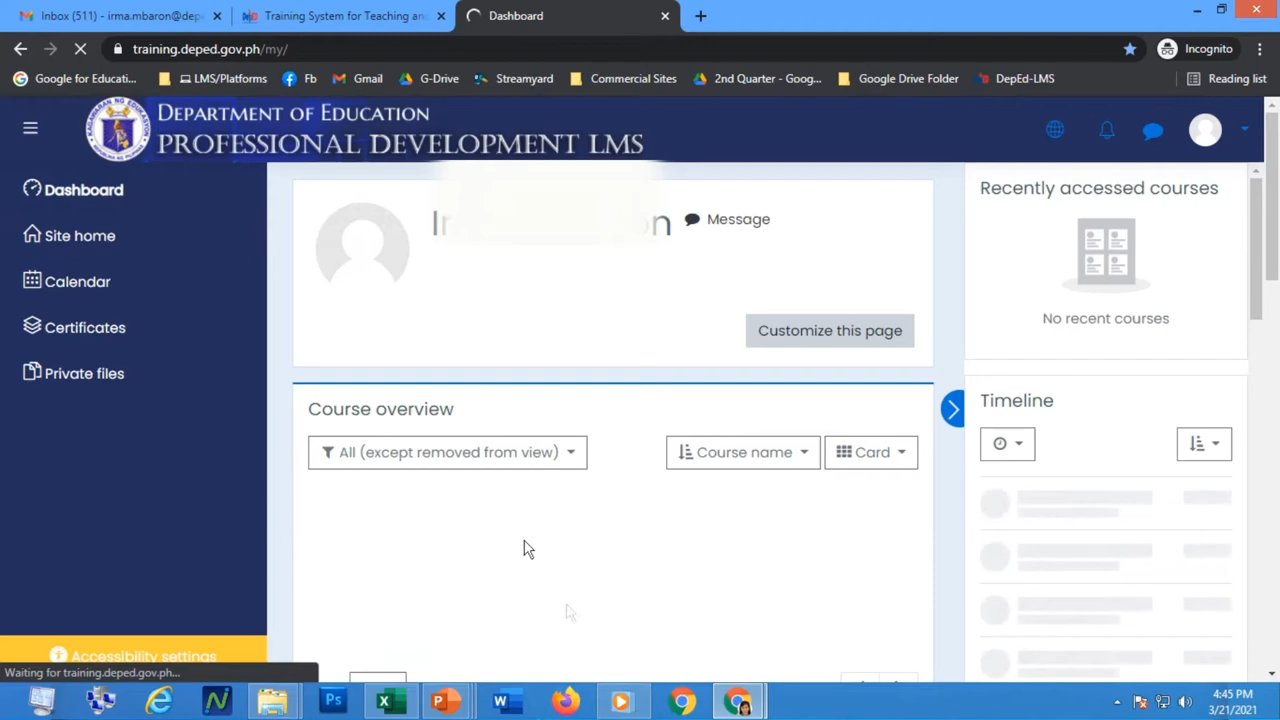 Inbox (511) - irma.mbaron@dep
Training System for Teaching and
Dashboard
training.deped.gov.ph/my/
Incognito
Google for Educati...
LMS/Platforms
Fb
Gmail
G-Drive
Streamyard
Commercial Sites
2nd Quarter - Goog...
Google Drive Folder
DepEd-LMS
Reading list
DEPARTMENT OF EDUCATION
PROFESSIONAL DEVELOPMENT LMS
Dashboard
Site home
Calendar
Certificates
Private files
Accessibility settings
Waiting for training.deped.gov.ph...
Message
Customize this page
Course overview
All (except removed from view)
Course name
Card
Recently accessed courses
No recent courses
Timeline
Ps
4:45 PM
3/21/2021